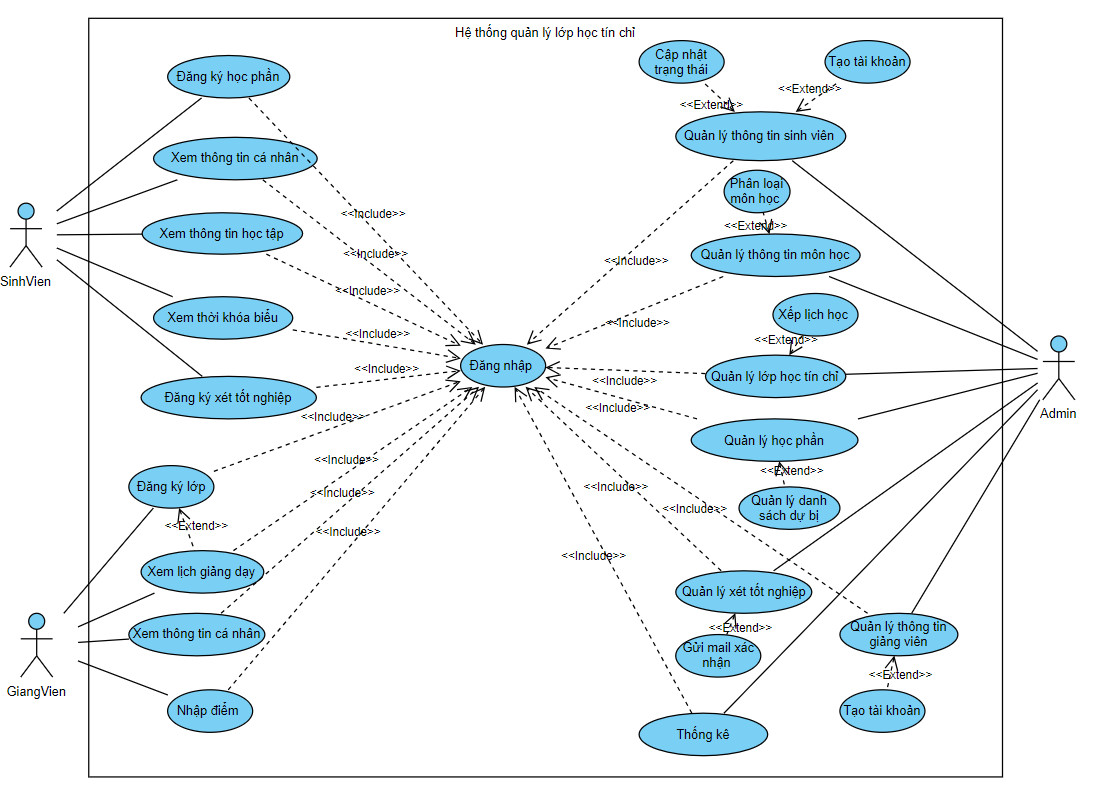 Hệ thống quản lý lớp học tín chỉ
Đăng ký học phần
Xem thông tin cá nhân
Xem thông tin học tập
Xem thời khóa biểu
Đăng ký xét tốt nghiệp
SinhVien
<<Include>>
<<Include>>
<<Include>>
<<Include>>
<<Include>>
Đăng nhập
Đăng ký lớp
<<Extend>>
Xem lịch giảng dạy
Xem thông tin cá nhân
Nhập điểm
GiangVien
<<Include>>
<<Include>>
<<Include>>
<<Include>>
Cập nhật
trạng thái
Tạo tài khoản
<<Extend>>
<<Extend>>
Quản lý thông tin sinh viên
Phân loại
môn học
<<Extend>>
Quản lý thông tin môn học
<<Include>>
<<Include>>
Xếp lịch học
<<Extend>>
Quản lý lớp học tín chỉ
<<Include>>
<<Include>>
Quản lý học phần
<<Extend>>
Quản lý danh
sách dự bị
<<Include>>
<<Include>>
<<Include>>
Quản lý xét tốt nghiệp
<<Extend>>
Gửi mail xác
nhận
Quản lý thông tin
giảng viên
<<Extend>>
Tạo tài khoản
Thống kê
Admin